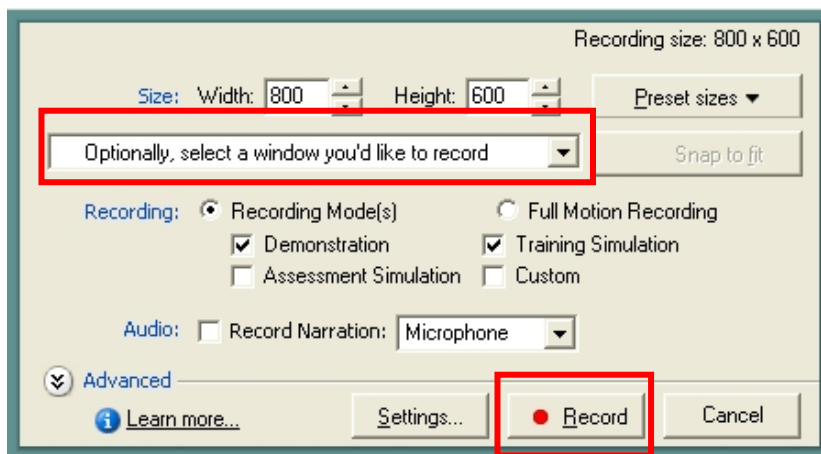 Recording size: 800 x 600
Size: Width: 800 Height: 600 Preset sizes
Optionally, select a window you'd like to record Snap to fit
Recording: Recording Mode(s) Full Motion Recording
Demonstration Training Simulation
Assessment Simulation Custom
Audio: Record Narration: Microphone
Advanced
Learn more... Settings... Record Cancel